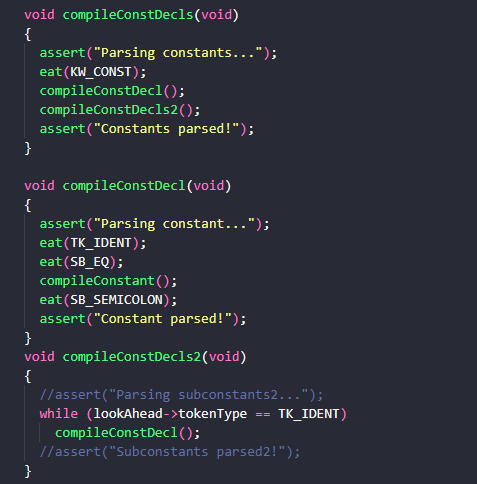 void compileConstDecls(void)
{
  assert("Parsing constants...");
  eat(KW_CONST);
  compileConstDecl();
  compileConstDecls2();
  assert("Constants parsed!");
}

void compileConstDecl(void)
{
  assert("Parsing constant...");
  eat(TK_IDENT);
  eat(SB_EQ);
  compileConstant();
  eat(SB_SEMICOLON);
  assert("Constant parsed!");
}
void compileConstDecls2(void)
{
  //assert("Parsing subconstants2...");
  while (lookAhead->tokenType == TK_IDENT)
    compileConstDecl();
  //assert("Subconstants parsed2!");
}